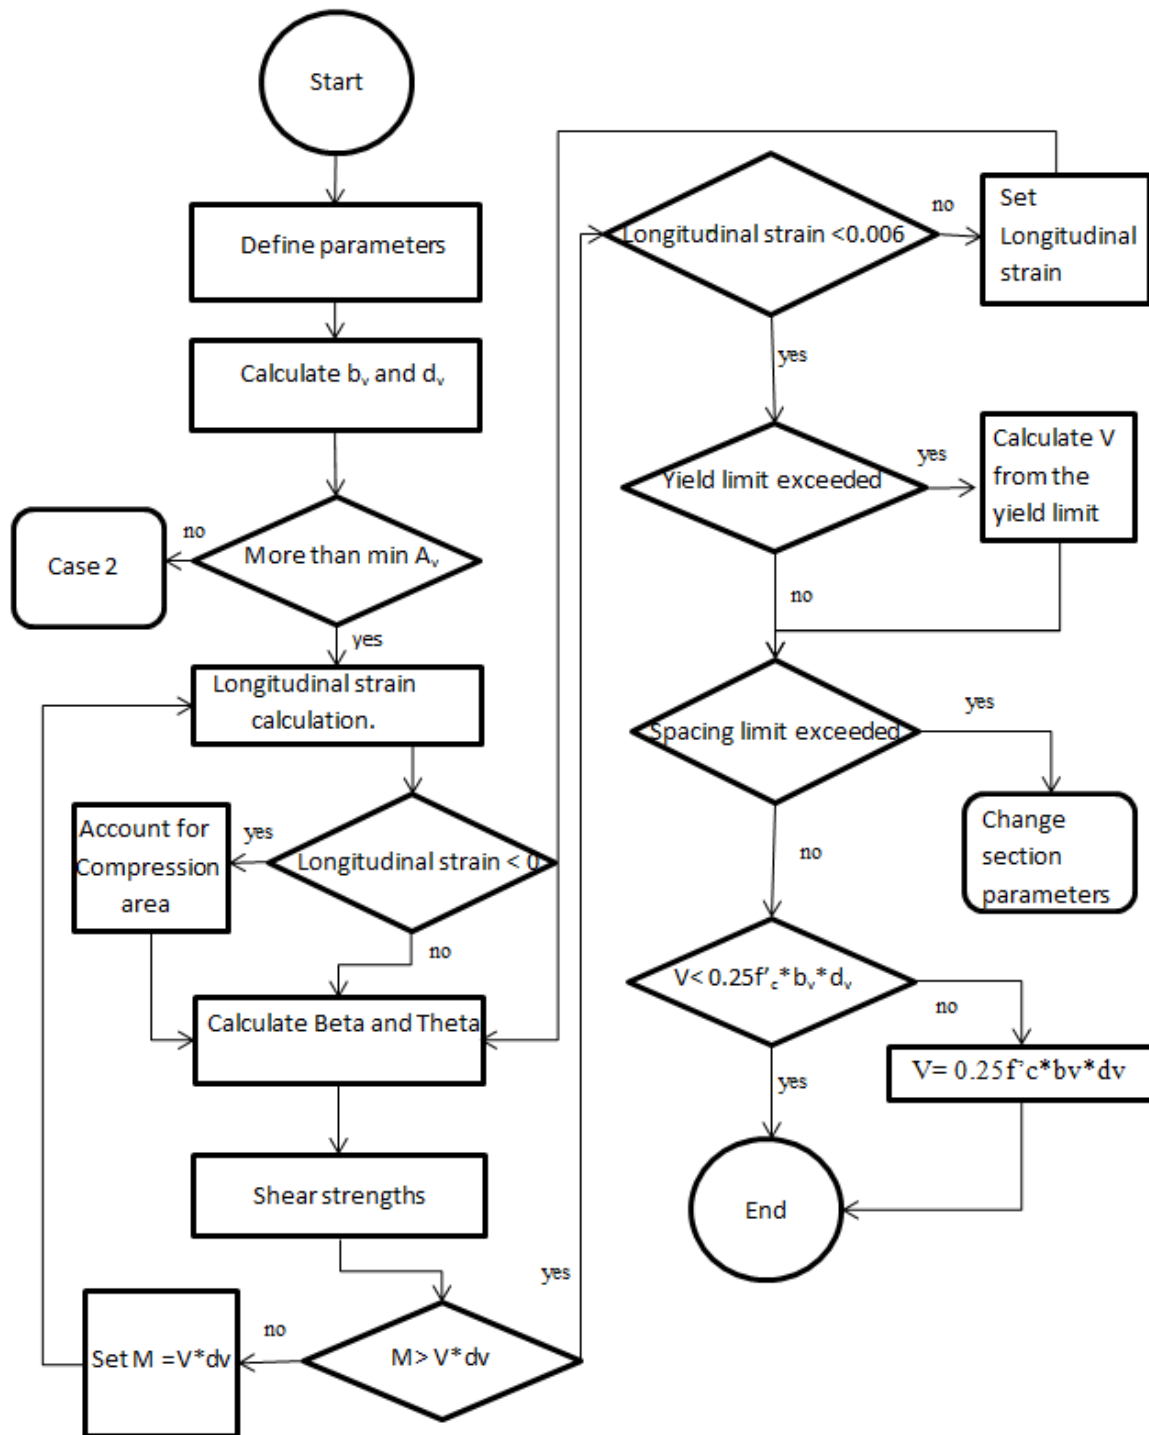 Start
Define parameters
Calculate bᵥ and dᵥ
More than min Aᵥ
no
Case 2
yes
Longitudinal strain
calculation.
Longitudinal strain < 0
yes
Account for
Compression
area
no
Calculate Beta and Theta
Shear strengths
M> V*dv
no
Set M =V*dv
yes
Longitudinal strain <0.006
no
Set
Longitudinal
strain
yes
Yield limit exceeded
yes
Calculate V
from the
yield limit
no
Spacing limit exceeded
yes
Change
section
parameters
no
V< 0.25f'c*bᵥ*dᵥ
no
V= 0.25f'c*bv*dv
yes
End